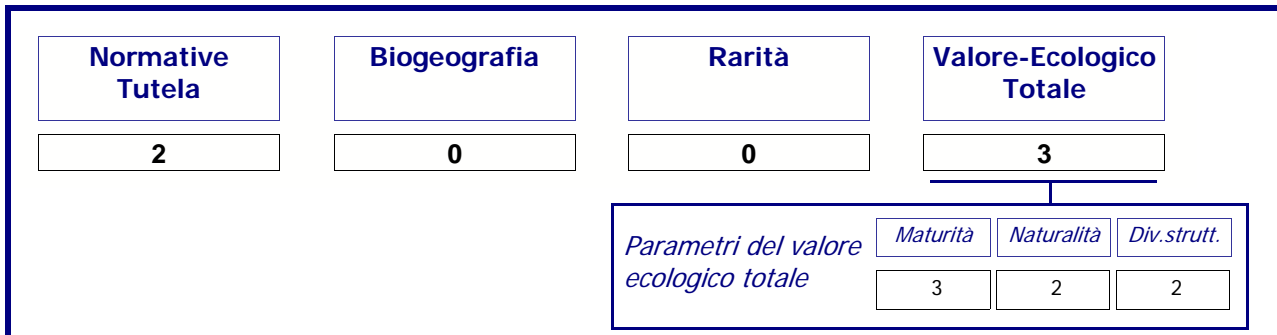 Normative Tutela
Biogeografia
Rarità
Valore-Ecologico Totale
2
0
0
3
Parametri del valore ecologico totale
Maturità
Naturalità
Div.strutt.
3
2
2